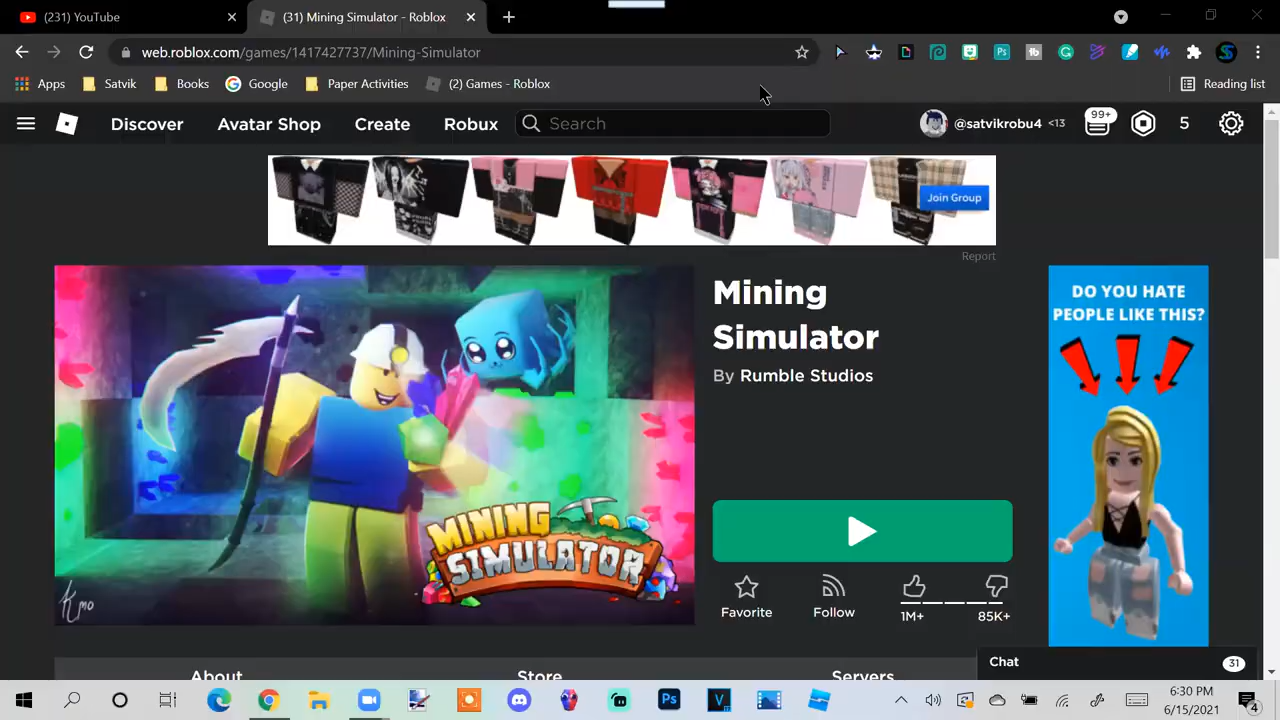 (231) YouTube
(31) Mining Simulator - Roblox
web.roblox.com/games/1417427737/Mining-Simulator
Apps
Satvik
Books
Google
Paper Activities
(2) Games - Roblox
Reading list
Discover
Avatar Shop
Create
Robux
Search
@satvikrobu4 <13
99+
5
Join Group
Report
Mining
Simulator
By Rumble Studios
MINING
SIMULATOR
DO YOU HATE
PEOPLE LIKE THIS?
Favorite
Follow
1M+
85K+
About
Store
Servers
Chat
31
6:30 PM
6/15/2021
4